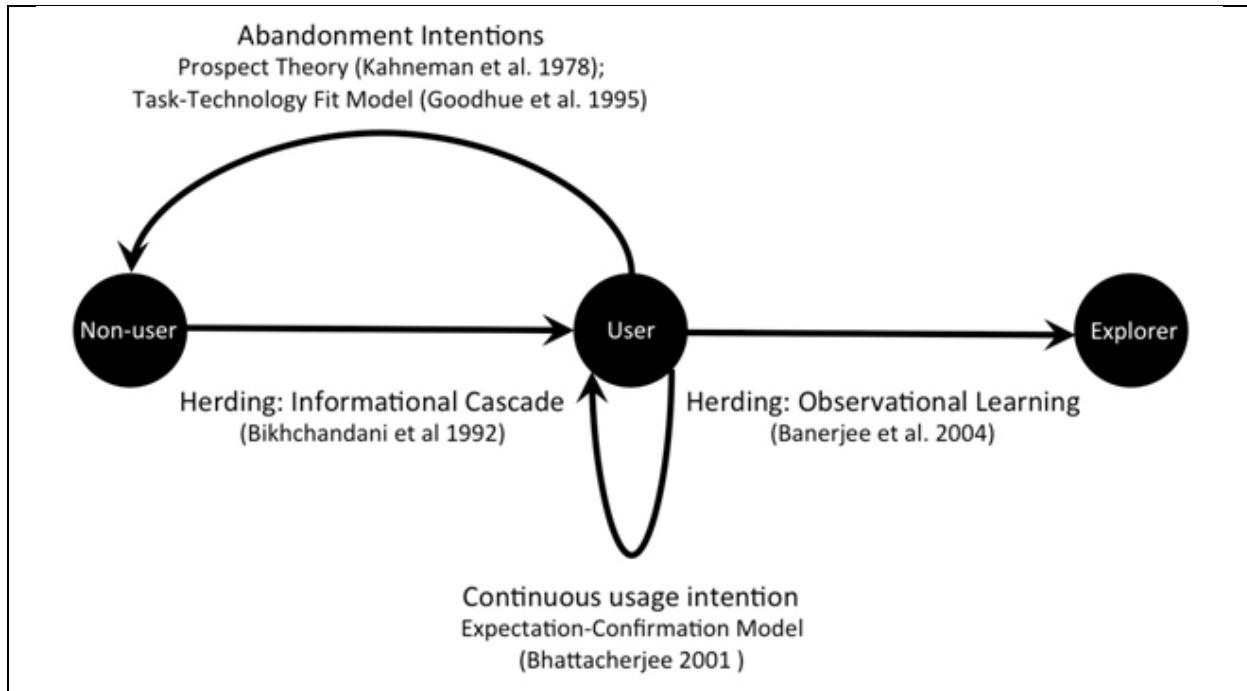 Abandonment Intentions
Prospect Theory (Kahneman et al. 1978);
Task-Technology Fit Model (Goodhue et al. 1995)
Non-user
User
Explorer
Herding: Informational Cascade
(Bikhchandani et al 1992)
Herding: Observational Learning
(Banerjee et al. 2004)
Continuous usage intention
Expectation-Confirmation Model
(Bhattacherjee 2001 )